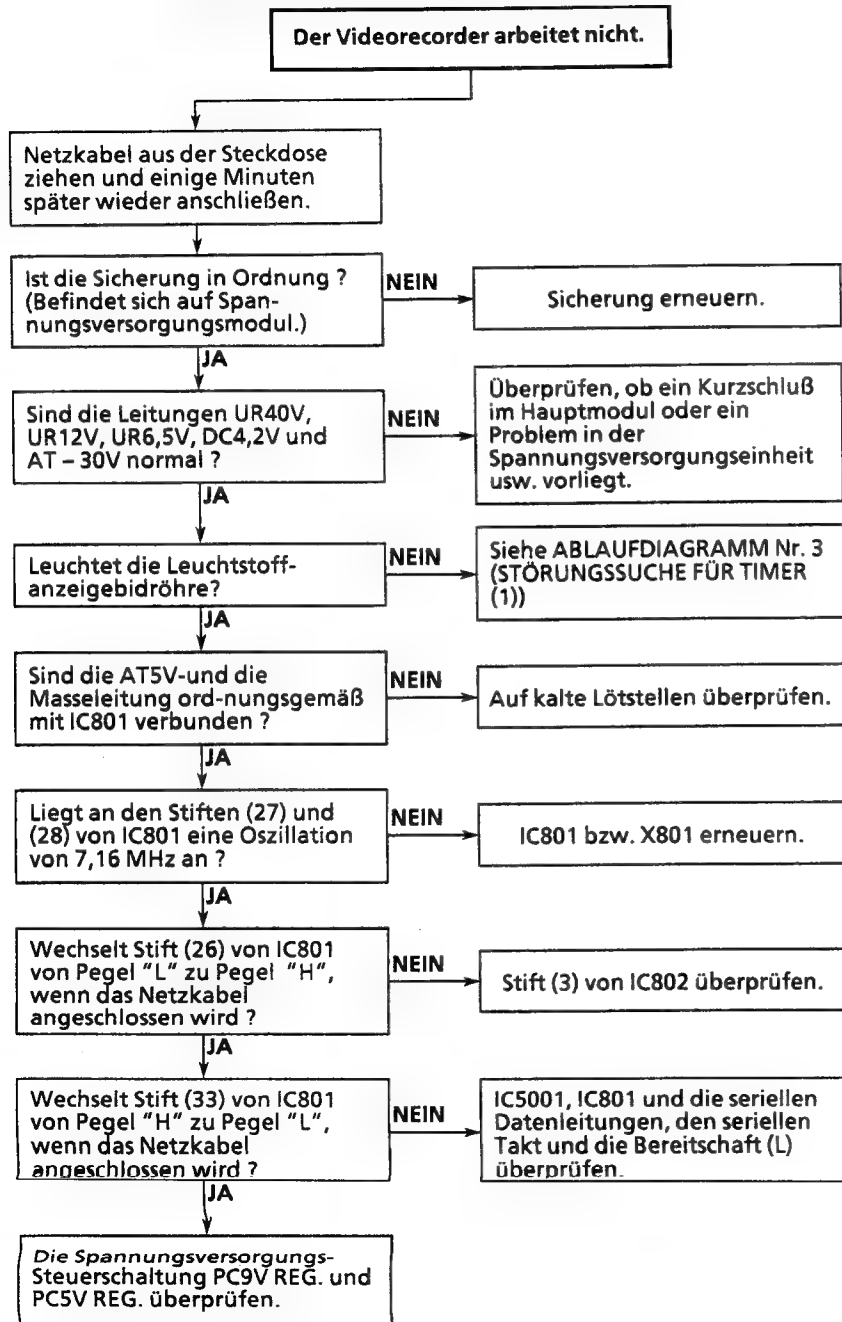 Der Videorecorder arbeitet nicht.
Netzkabel aus der Steckdose
ziehen und einige Minuten
später wieder anschließen.
Ist die Sicherung in Ordnung ?
(Befindet sich auf Span-
nungsversorgungsmodul.)
NEIN
Sicherung erneuern.
JA
Sind die Leitungen UR40V,
UR12V, UR6,5V, DC4,2V und
AT – 30V normal ?
NEIN
Überprüfen, ob ein Kurzschluß
im Hauptmodul oder ein
Problem in der
Spannungsversorgungseinheit
usw. vorliegt.
JA
Leuchtet die Leuchtstoff-
anzeigebidröhre?
NEIN
Siehe ABLAUFDIAGRAMM Nr. 3
(STÖRUNGSSUCHE FÜR TIMER
(1))
JA
Sind die AT5V-und die
Masseleitung ord-nungsgemäß
mit IC801 verbunden ?
NEIN
Auf kalte Lötstellen überprüfen.
JA
Liegt an den Stiften (27) und
(28) von IC801 eine Oszillation
von 7,16 MHz an ?
NEIN
IC801 bzw. X801 erneuern.
JA
Wechselt Stift (26) von IC801
von Pegel "L" zu Pegel "H",
wenn das Netzkabel
angeschlossen wird ?
NEIN
Stift (3) von IC802 überprüfen.
JA
Wechselt Stift (33) von IC801
von Pegel "H" zu Pegel "L",
wenn das Netzkabel
angeschlossen wird ?
NEIN
IC5001, IC801 und die seriellen
Datenleitungen, den seriellen
Takt und die Bereitschaft (L)
überprüfen.
JA
Die Spannungsversorgungs-
Steuerschaltung PC9V REG. und
PC5V REG. überprüfen.